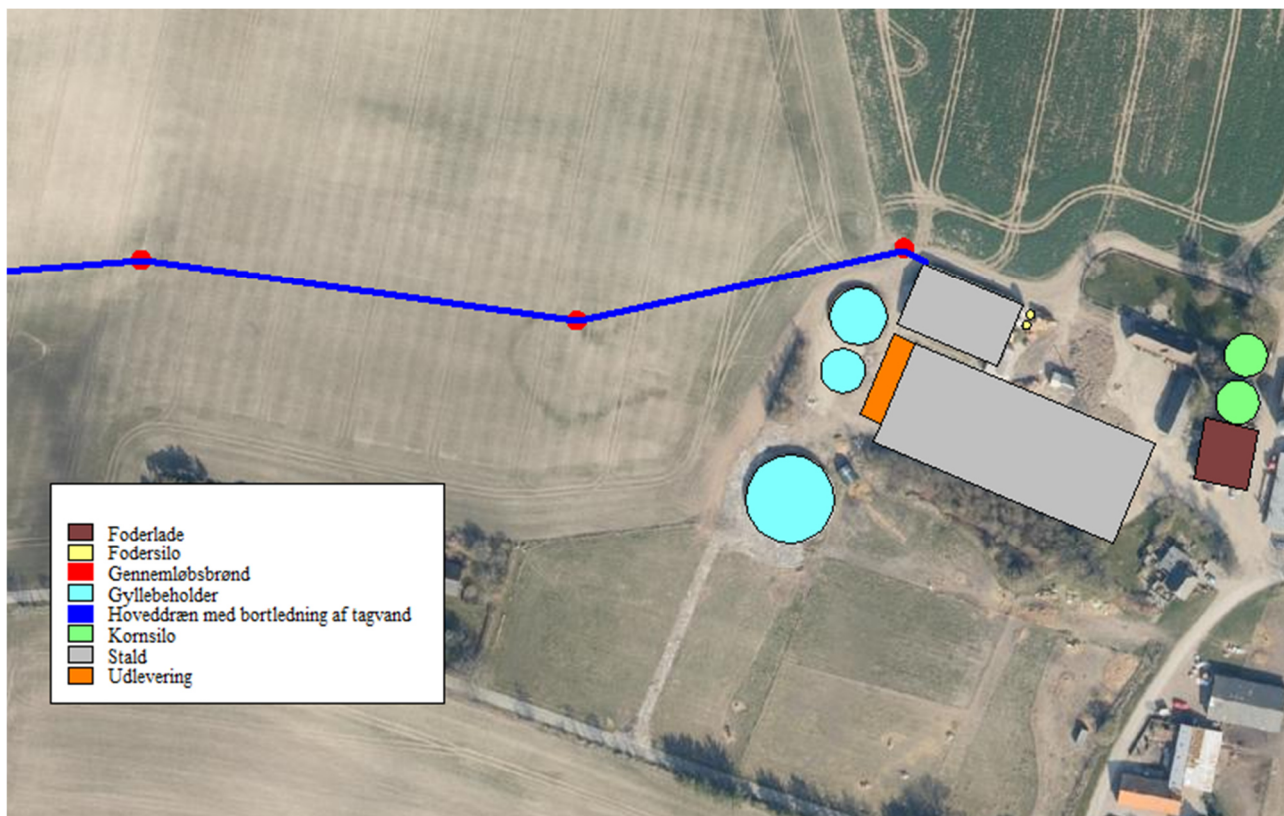 Foderlade
Fodersilo
Gennemløbsbrønd
Gyllebeholder
Hoveddræn med bortledning af tagvand
Kornsilo
Stald
Udlevering